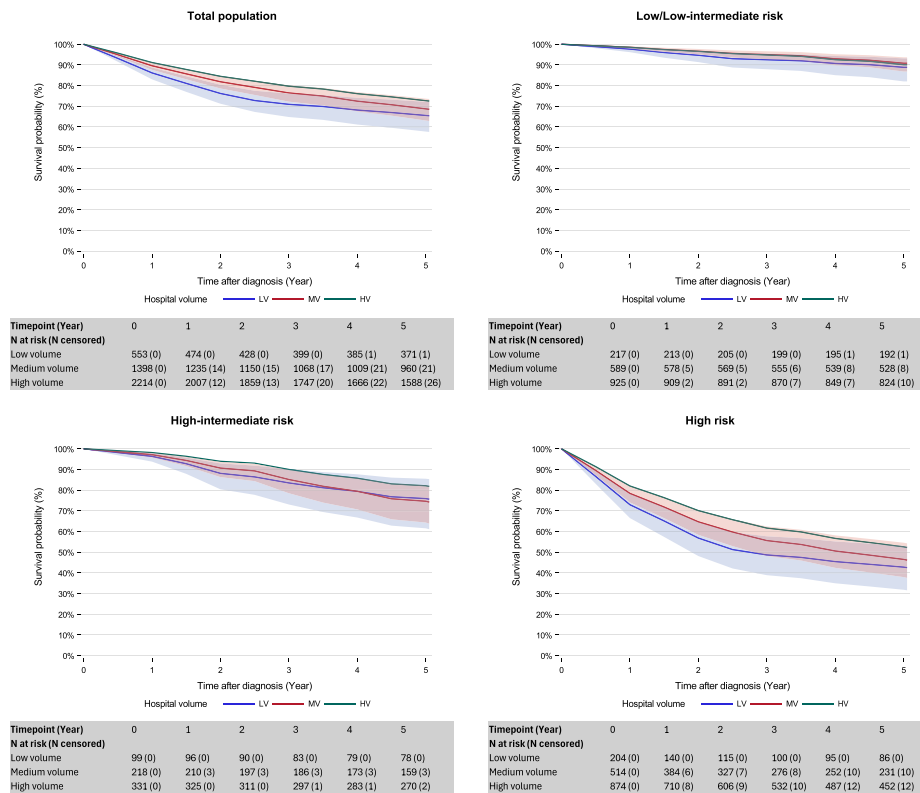 Total population
Survival probability (%)
100%
90%
80%
70%
60%
50%
40%
30%
20%
10%
0%
0 1 2 3 4 5
Time after diagnosis (Year)
Hospital volume LV MV HV
Timepoint (Year) 0 1 2 3 4 5
N at risk (N censored)
Low volume 553 (0) 474 (0) 428 (0) 399 (0) 385 (1) 371 (1)
Medium volume 1398 (0) 1235 (14) 1150 (15) 1068 (17) 1009 (21) 960 (21)
High volume 2214 (0) 2007 (12) 1859 (13) 1747 (20) 1666 (22) 1588 (26)
Low/Low-intermediate risk
Survival probability (%)
100%
90%
80%
70%
60%
50%
40%
30%
20%
10%
0%
0 1 2 3 4 5
Time after diagnosis (Year)
Hospital volume LV MV HV
Timepoint (Year) 0 1 2 3 4 5
N at risk (N censored)
Low volume 217 (0) 213 (0) 205 (0) 199 (0) 195 (1) 192 (1)
Medium volume 589 (0) 578 (5) 569 (5) 555 (6) 539 (8) 528 (8)
High volume 925 (0) 909 (2) 891 (2) 870 (7) 849 (7) 824 (10)
High-intermediate risk
Survival probability (%)
100%
90%
80%
70%
60%
50%
40%
30%
20%
10%
0%
0 1 2 3 4 5
Time after diagnosis (Year)
Hospital volume LV MV HV
Timepoint (Year) 0 1 2 3 4 5
N at risk (N censored)
Low volume 99 (0) 96 (0) 90 (0) 83 (0) 79 (0) 78 (0)
Medium volume 218 (0) 210 (3) 197 (3) 186 (3) 173 (3) 159 (3)
High volume 331 (0) 325 (0) 311 (0) 297 (1) 283 (1) 270 (2)
High risk
Survival probability (%)
100%
90%
80%
70%
60%
50%
40%
30%
20%
10%
0%
0 1 2 3 4 5
Time after diagnosis (Year)
Hospital volume LV MV HV
Timepoint (Year) 0 1 2 3 4 5
N at risk (N censored)
Low volume 204 (0) 140 (0) 115 (0) 100 (0) 95 (0) 86 (0)
Medium volume 514 (0) 384 (6) 327 (7) 276 (8) 252 (10) 231 (10)
High volume 874 (0) 710 (8) 606 (9) 532 (10) 487 (12) 452 (12)